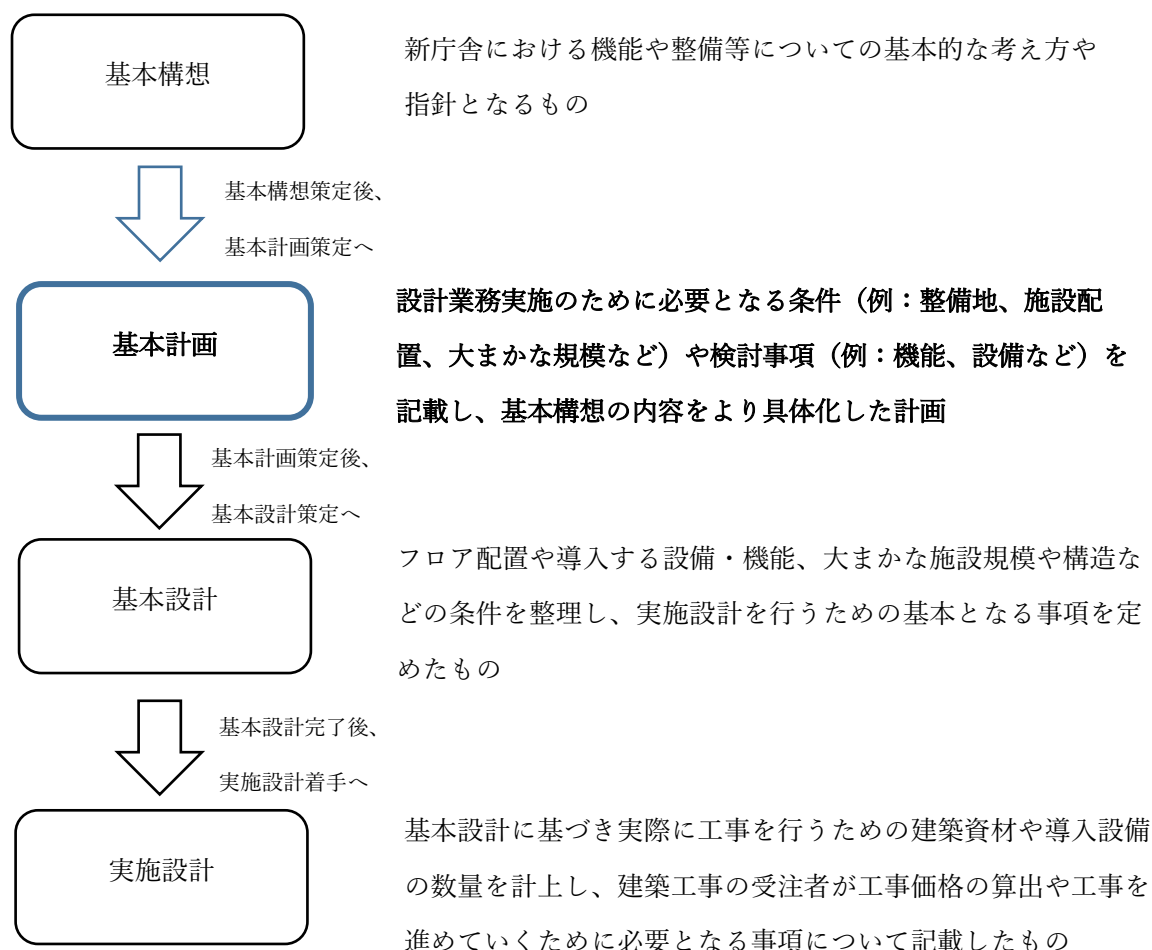 基本構想
新庁舎における機能や整備等についての基本的な考え方や
指針となるもの
基本構想策定後、
基本計画策定へ
基本計画
設計業務実施のために必要となる条件（例：整備地、施設配
置、大まかな規模など）や検討事項（例：機能、設備など）を
記載し、基本構想の内容をより具体化した計画
基本計画策定後、
基本設計策定へ
基本設計
フロア配置や導入する設備・機能、大まかな施設規模や構造な
どの条件を整理し、実施設計を行うための基本となる事項を定
めたもの
基本設計完了後、
実施設計着手へ
実施設計
基本設計に基づき実際に工事を行うための建築資材や導入設備
の数量を計上し、建築工事の受注者が工事価格の算出や工事を
進めていくために必要となる事項について記載したもの